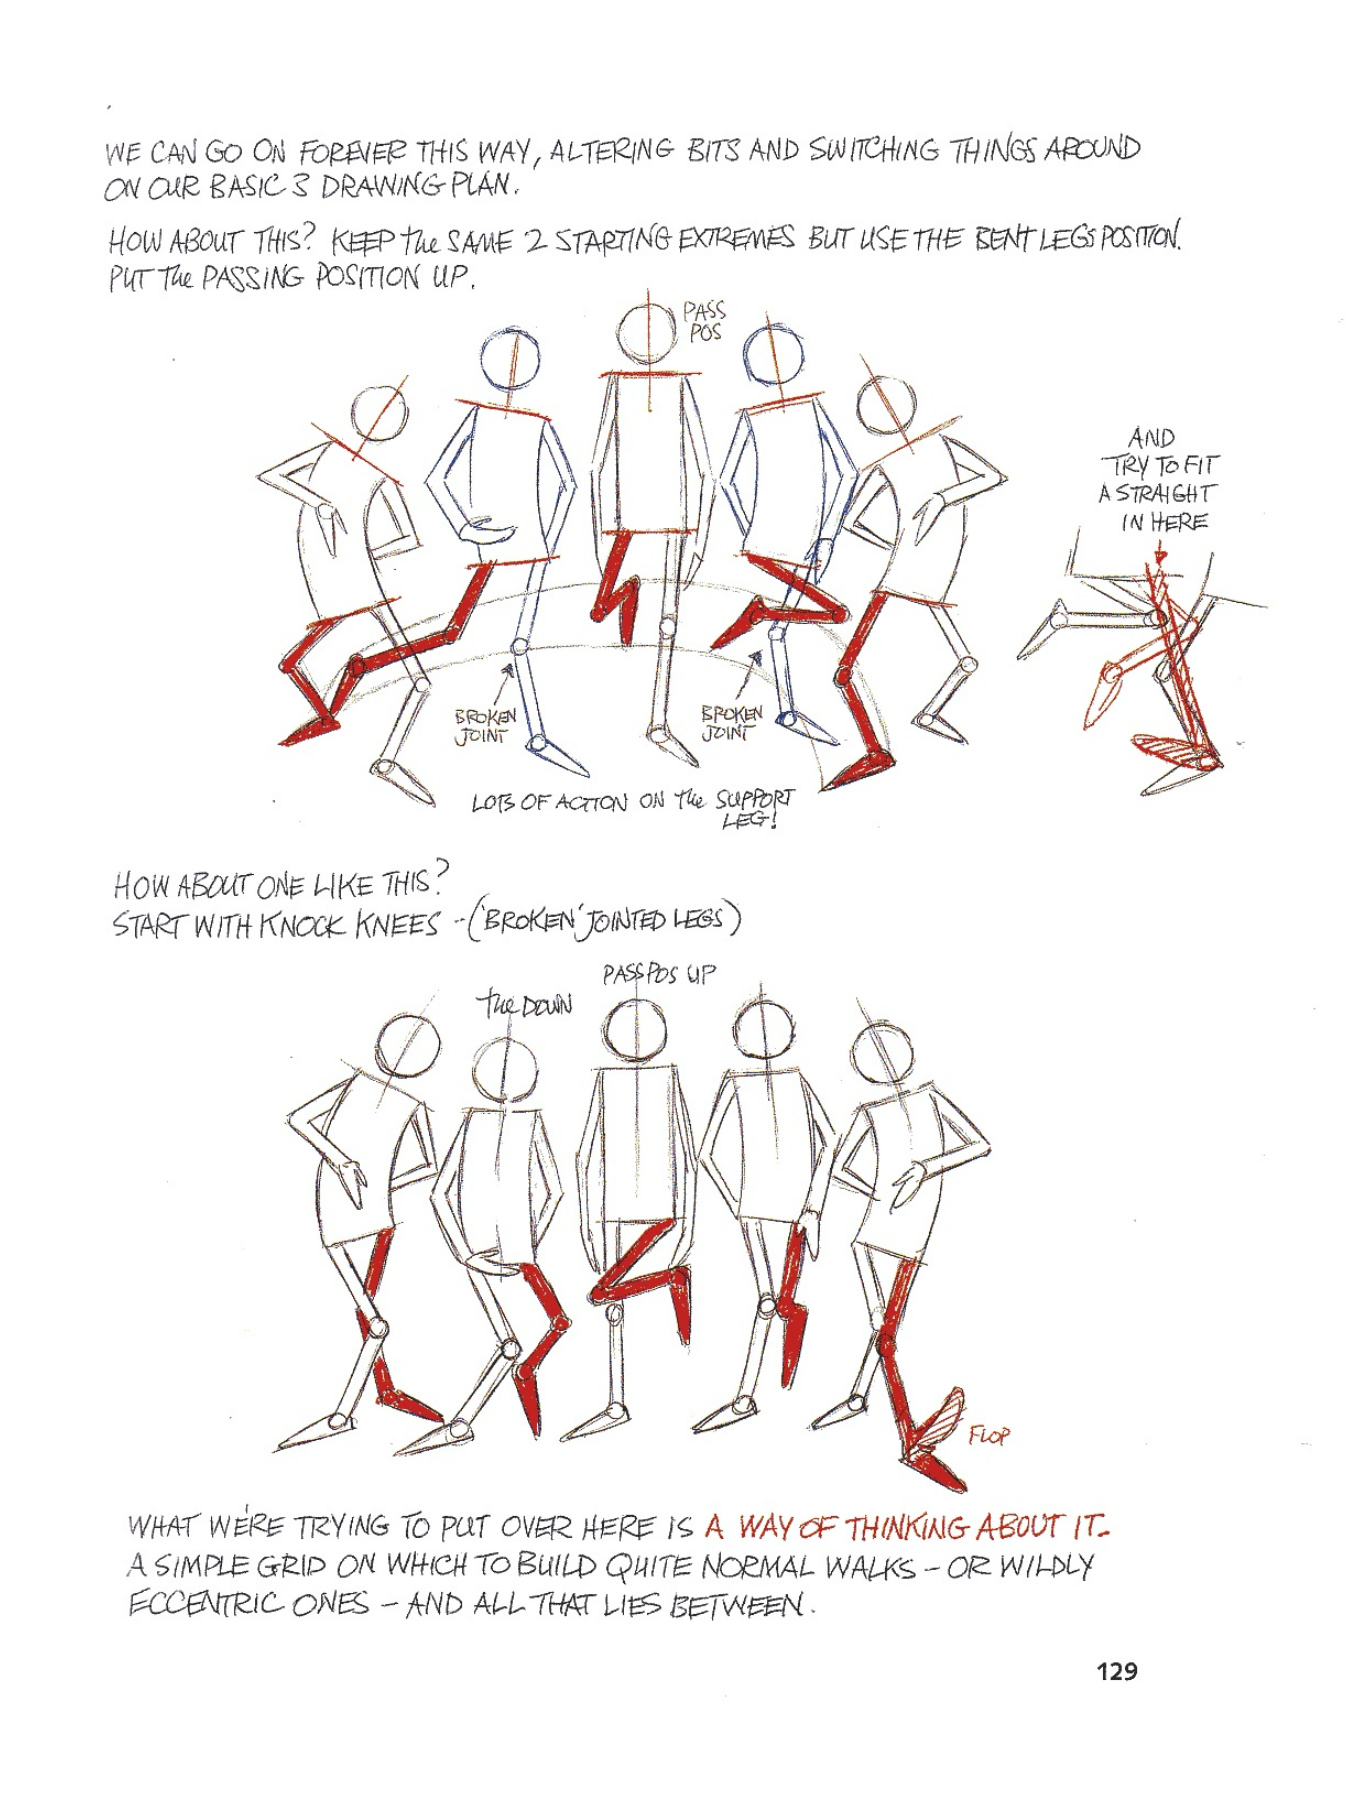 WE CAN GO ON FOREVER THIS WAY, ALTERING BITS AND SWITCHING THINGS AROUND
ON OUR BASIC 3 DRAWING PLAN.
HOW ABOUT THIS? KEEP the SAME 2 STARTING EXTREMES BUT USE THE BENT LEGS POSITION.
PUT The PASSING POSITION UP.
PASS
POS
AND
TRY TO FIT
A STRAIGHT
IN HERE
BROKEN
JOINT
BROKEN
JOINT
LOTS OF ACTION ON The SUPPORT
LEG!
HOW ABOUT ONE LIKE THIS?
START WITH KNOCK KNEES -- ('BROKEN' JOINTED LEGS)
PASS POS UP
the DOWN
FLOP
WHAT WE'RE TRYING TO PUT OVER HERE IS A WAY OF THINKING ABOUT IT-
A SIMPLE GRID ON WHICH TO BUILD QUITE NORMAL WALKS - OR WILDLY
ECCENTRIC ONES - AND ALL THAT LIES BETWEEN.
129